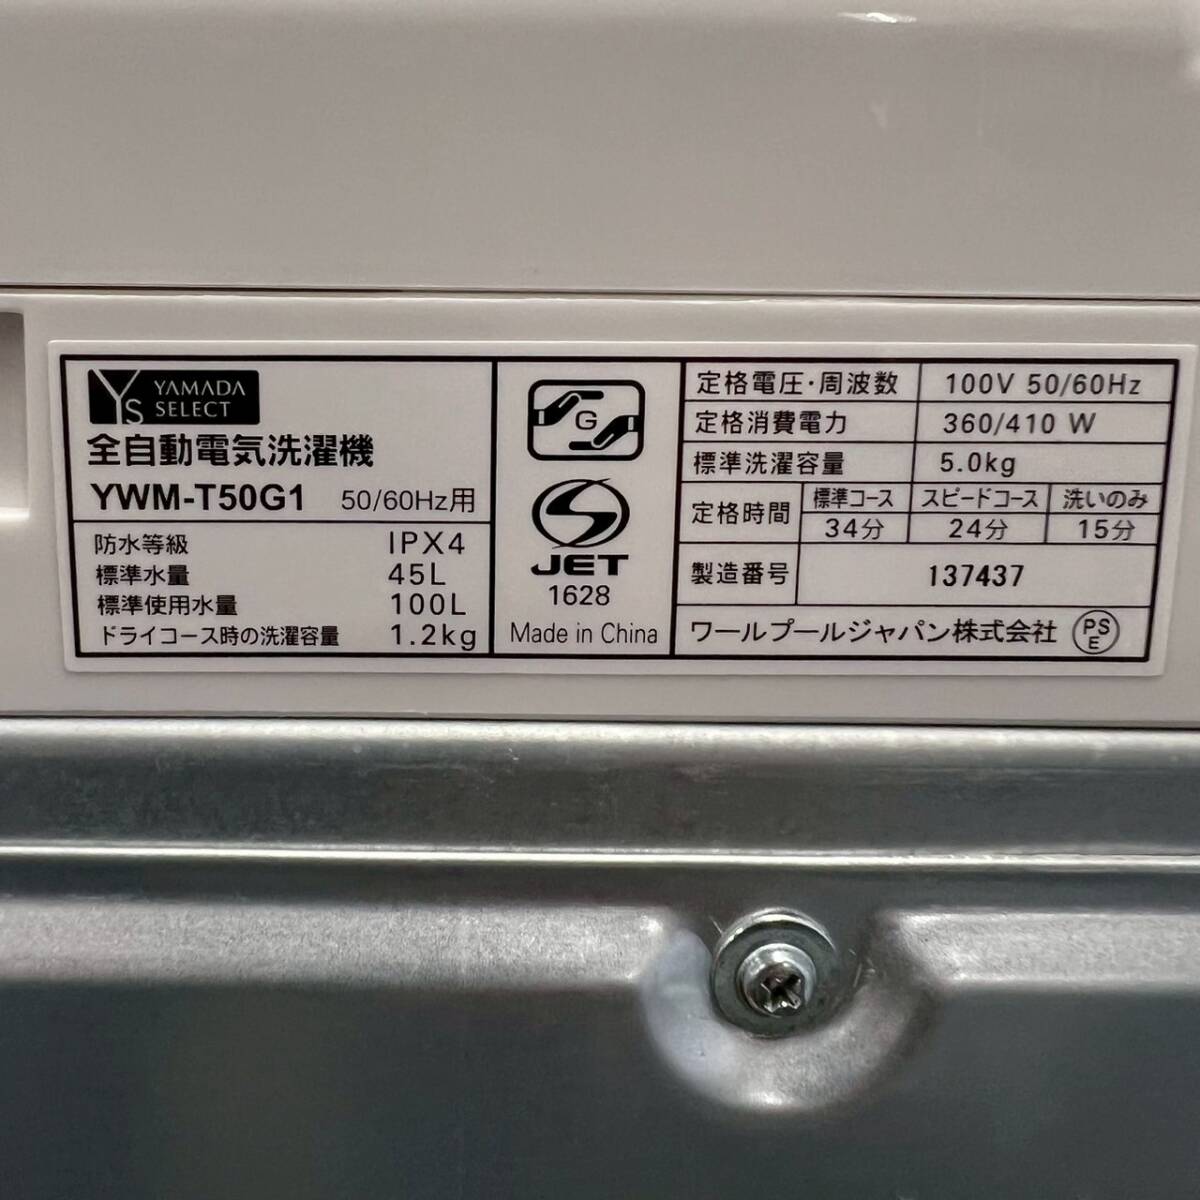 YS YAMADA
SELECT
全自動電気洗濯機
YWM-T50G1 50/60Hz用
防水等級 IPX4
標準水量 45L
標準使用水量 100L
ドライコース時の洗濯容量 1.2kg
G
S
JET
1628
Made in China
定格電圧・周波数 100V 50/60Hz
定格消費電力 360/410 W
標準洗濯容量 5.0kg
定格時間 標準コース スピードコース 洗いのみ
34分 24分 15分
製造番号 137437
ワールプールジャパン株式会社 PSE